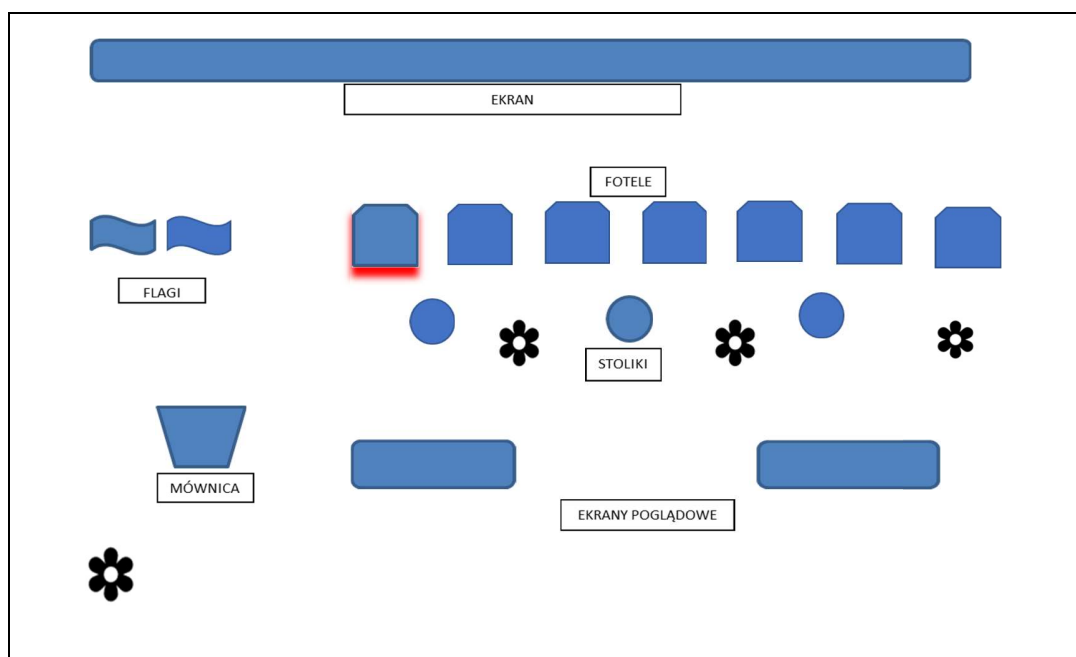 EKRAN
FOTELE
FLAGI
STOLIKI
MÓWNICA
EKRANY POGLĄDOWE